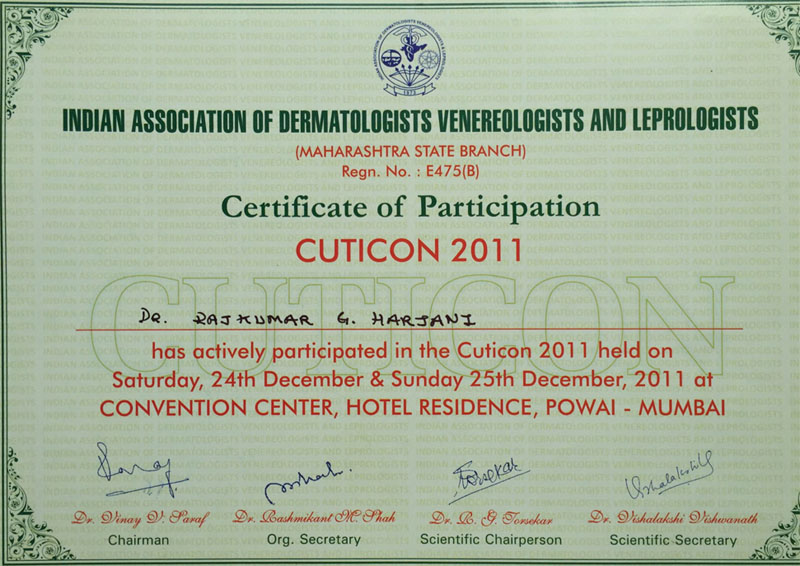 INDIAN ASSOCIATION OF DERMATOLOGISTS VENEREOLOGISTS AND LEPROLOGISTS
(MAHARASHTRA STATE BRANCH)
Regn. No. : E475(B)
Certificate of Participation
CUTICON 2011
CUTICON
DR. RAJKUMAR G. HARJANI
has actively participated in the Cuticon 2011 held on
Saturday, 24th December & Sunday 25th December, 2011 at
CONVENTION CENTER, HOTEL RESIDENCE, POWAI - MUMBAI
Dr. Vinay V. Saraf Dr. Rashmikant M. Shah Dr. R. G. Torsekar Dr. Vishalakshi Vishwanath
Chairman Org. Secretary Scientific Chairperson Scientific Secretary